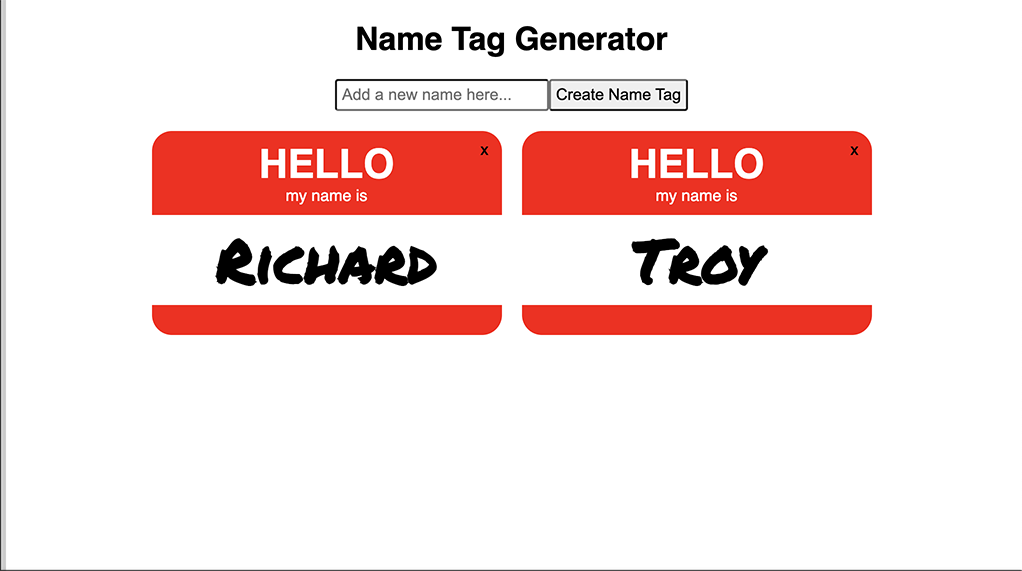 Name Tag Generator
Add a new name here... Create Name Tag
HELLO x
my name is
Richard
HELLO x
my name is
Troy